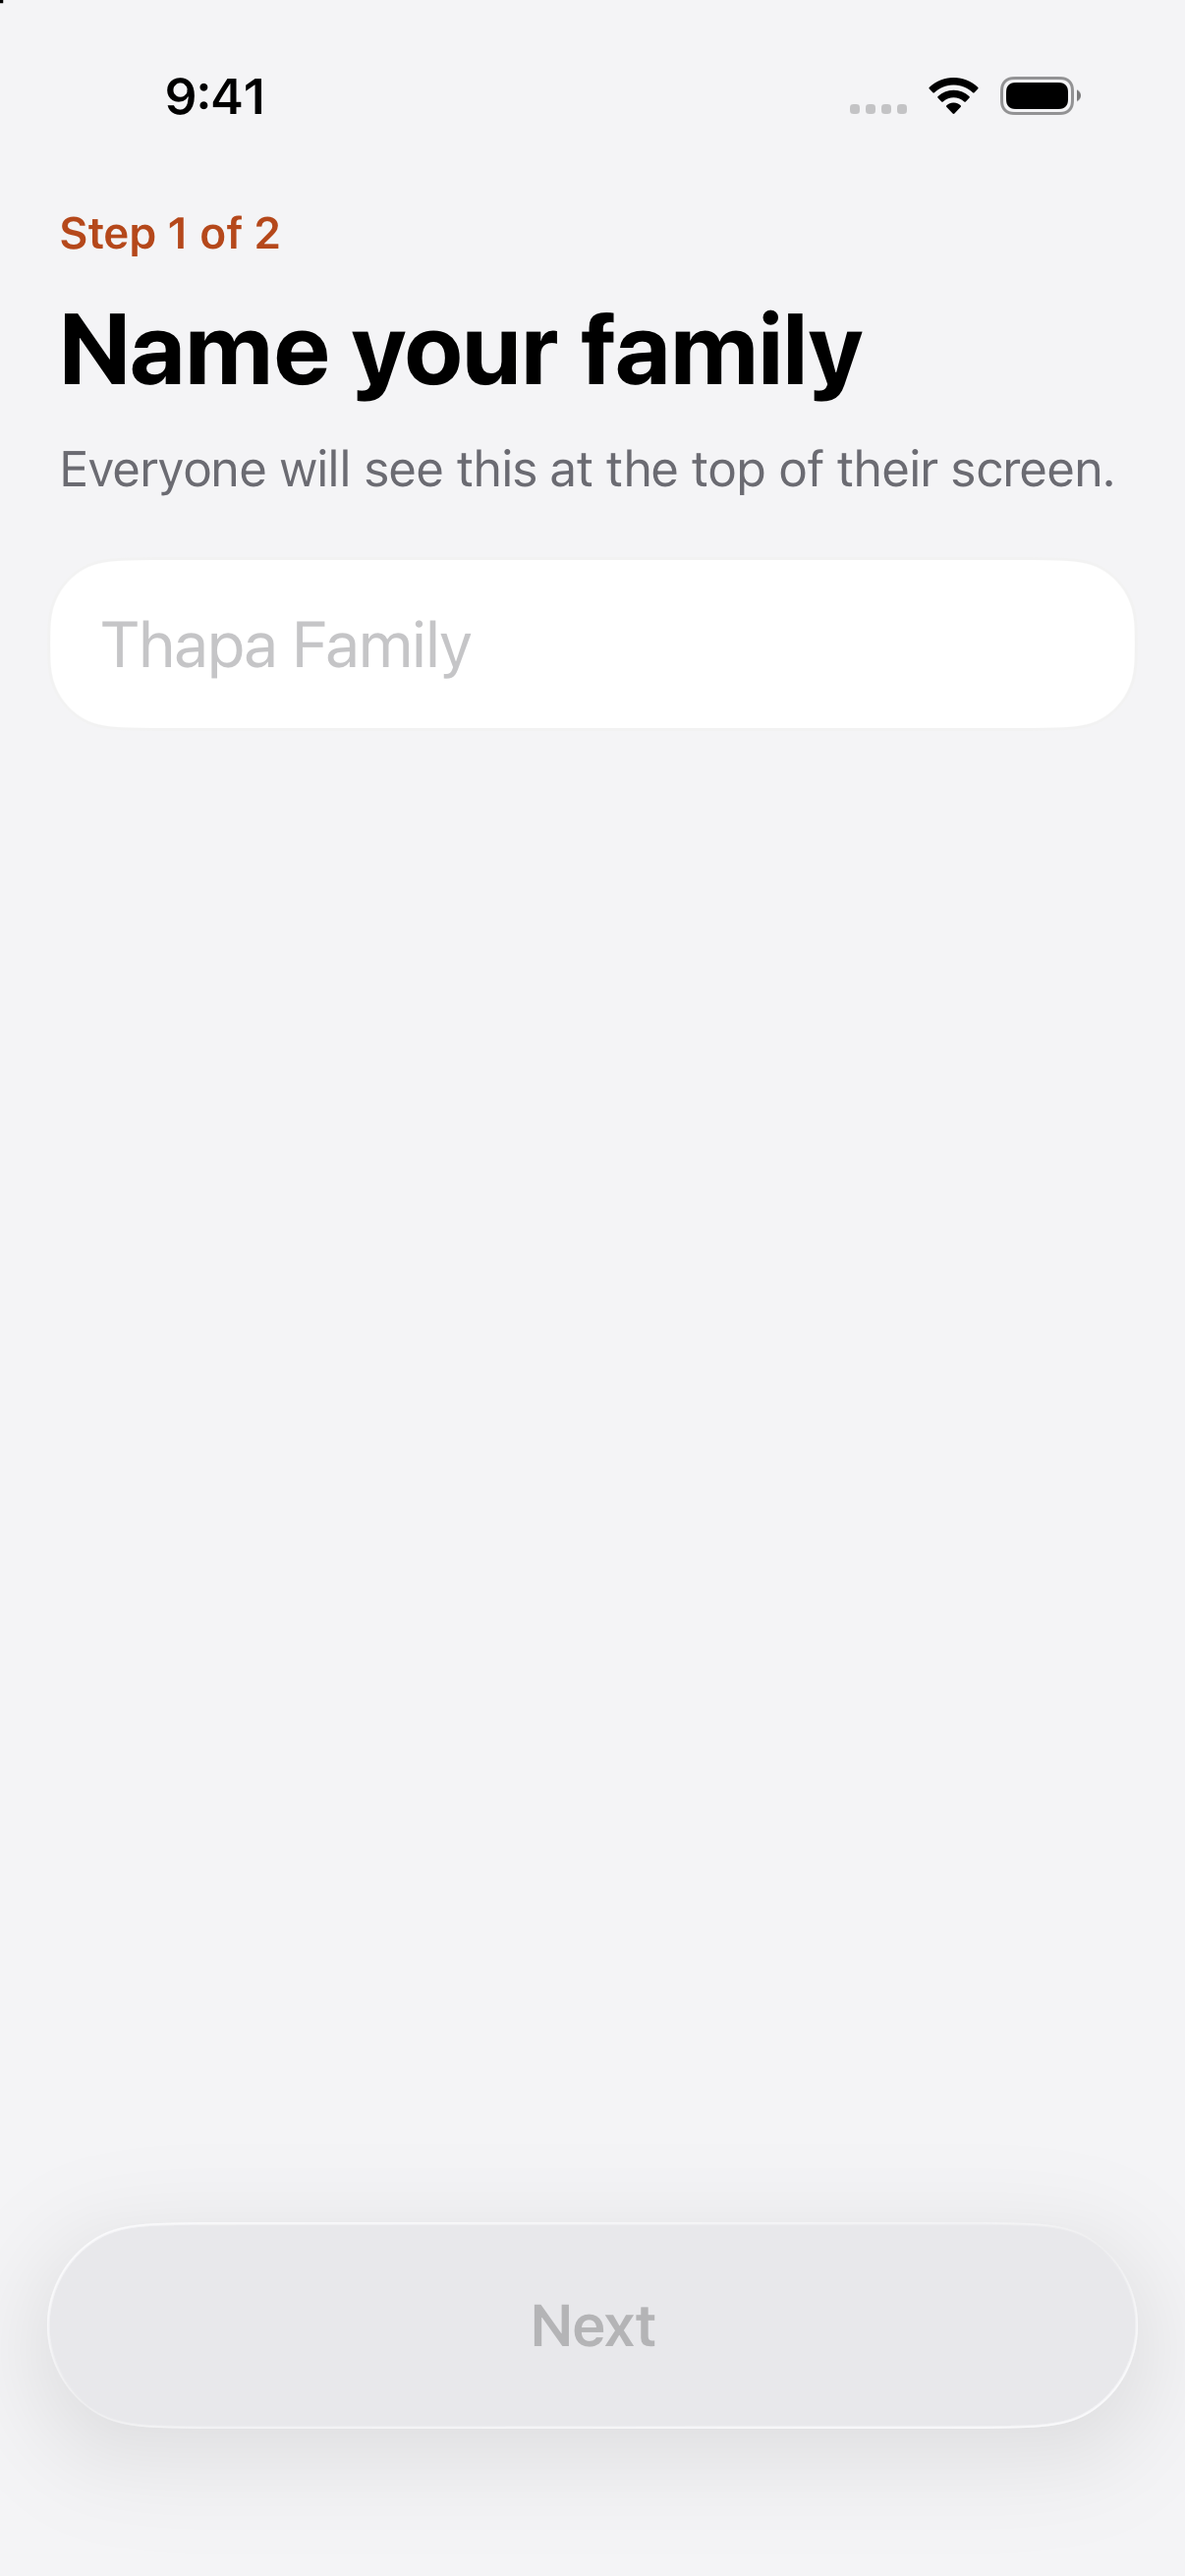 9:41
Step 1 of 2
Name your family
Everyone will see this at the top of their screen.
Thapa Family
Next